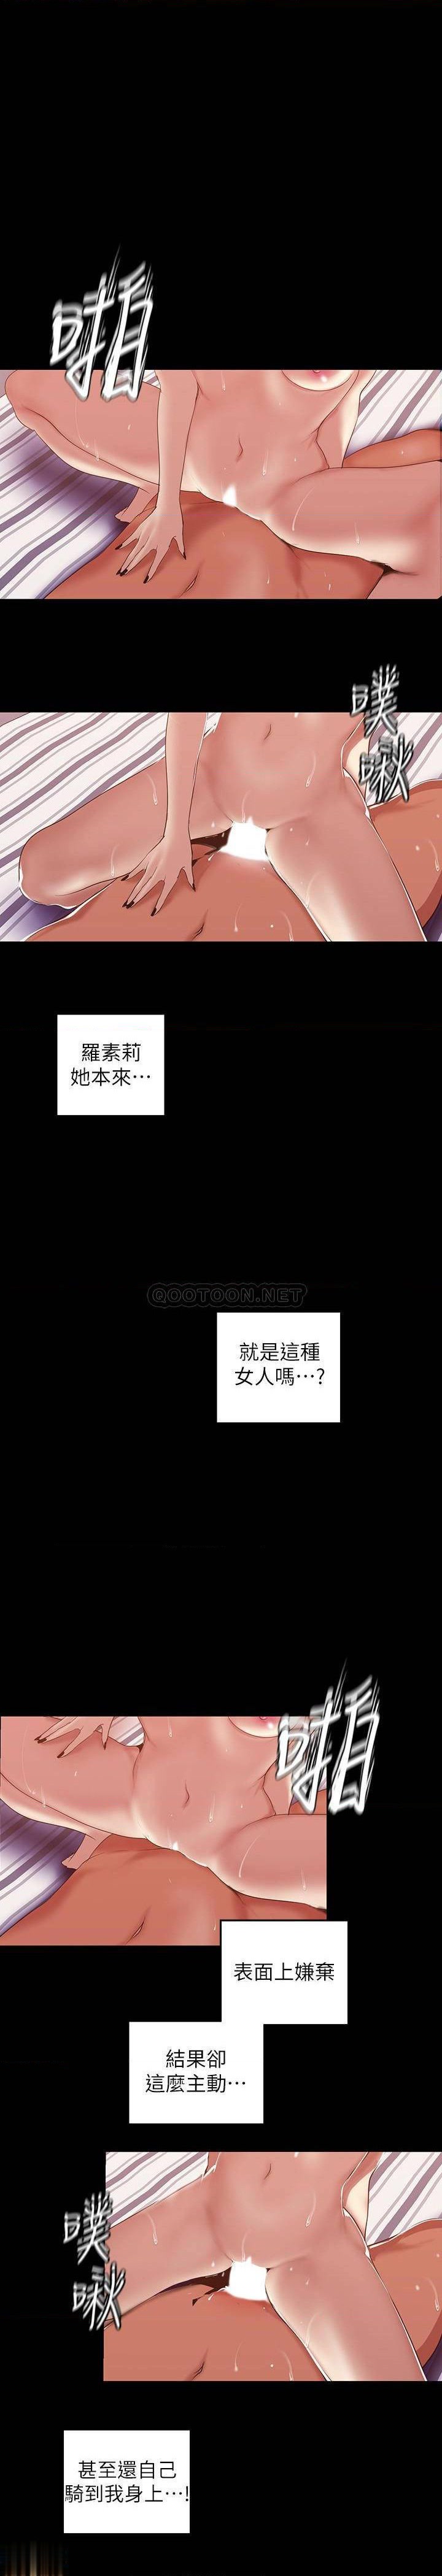 啪
噗
啾
羅素莉
她本來⋯
QOOTOON.NET
就是這種
女人嗎⋯?
啪
表面上嫌棄
結果卻
這麼主動⋯
噗
啾
甚至還自己
騎到我身上⋯!